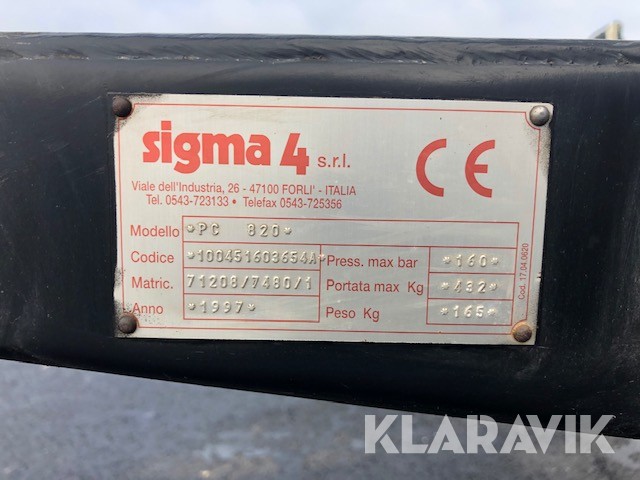 sigma 4 s.r.l.
CE
Viale dell'Industria, 26 - 47100 FORLI' - ITALIA
Tel. 0543-723133 • Telefax 0543-725356
Modello *PC 820*
Codice *100451603654A*
Matric. 71208/7480/1
Anno *1997*
Press. max bar *160*
Portata max Kg *432*
Peso Kg *165*
Cod. 17.04.0620
KLARAVIK